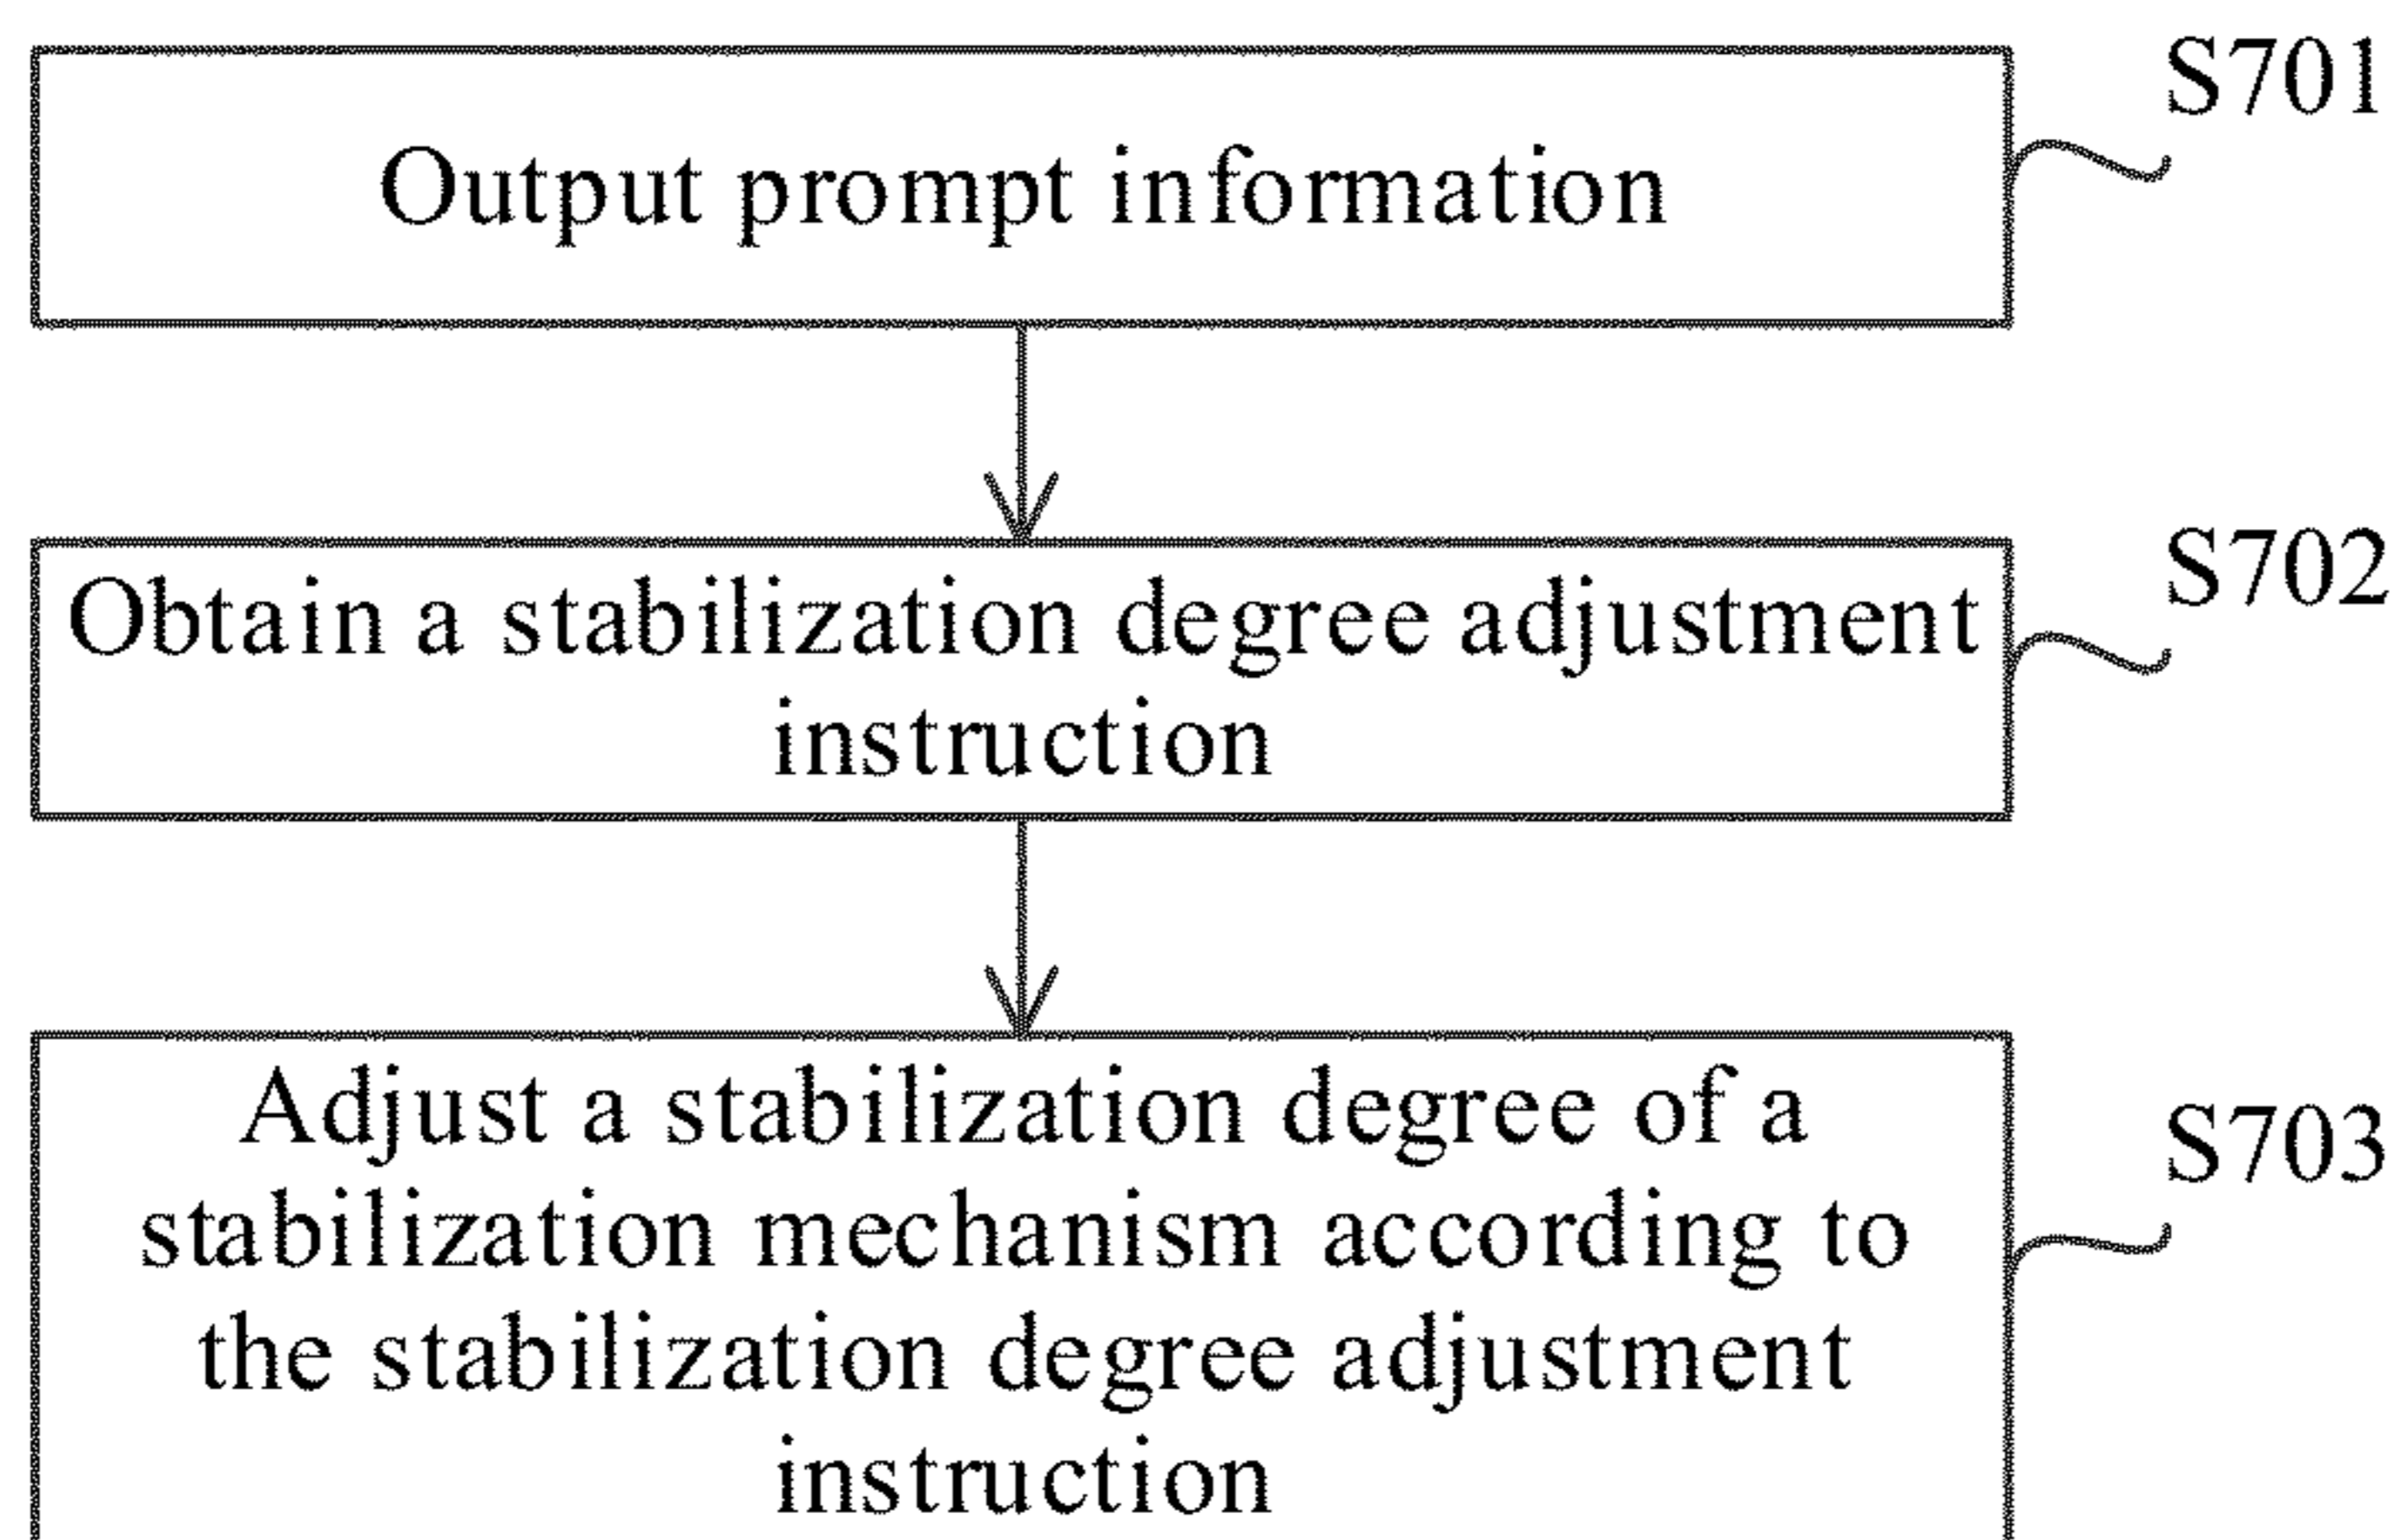 S701
Output prompt information
S702
Obtain a stabilization degree adjustment
instruction
S703
Adjust a stabilization degree of a
stabilization mechanism according to
the stabilization degree adjustment
instruction